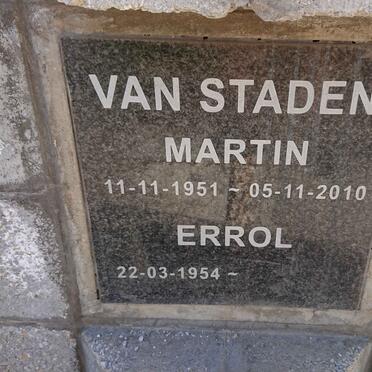 VAN STADEN
MARTIN
11-11-1951 ~ 05-11-2010
ERROL
22-03-1954 ~